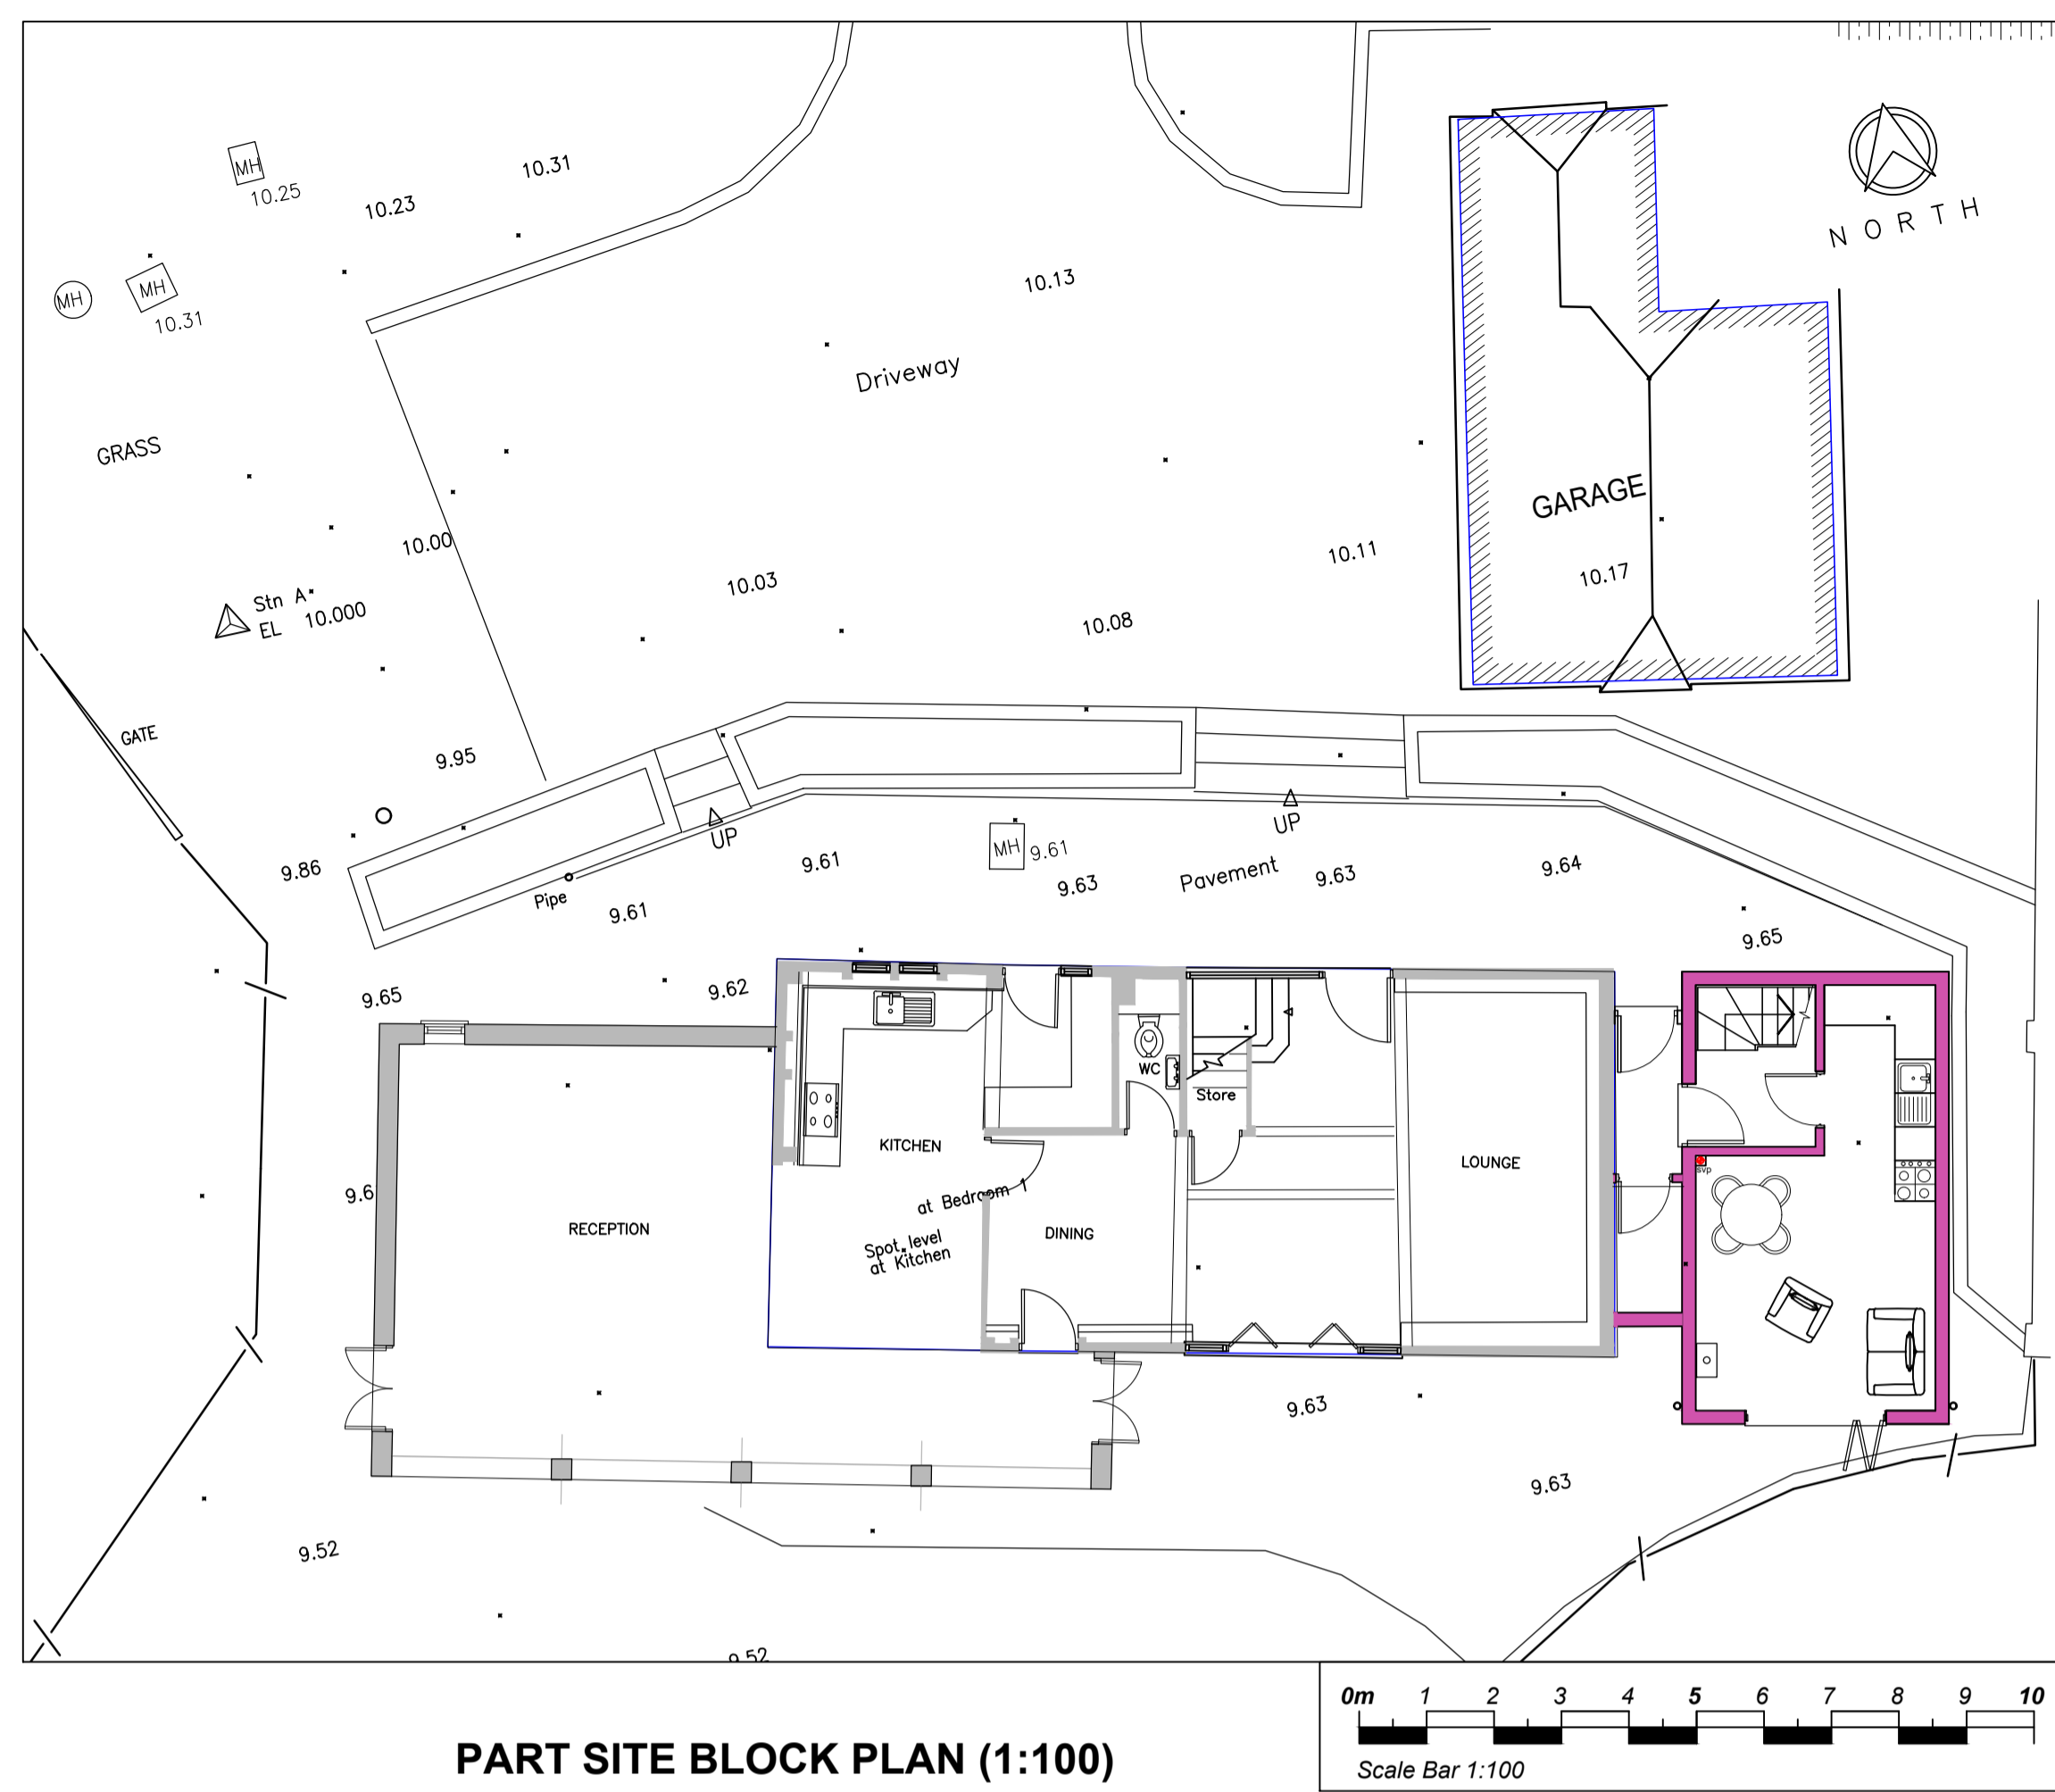 MH
10.25
10.23
10.31
MH
MH
10.31
NORTH
10.13
Driveway
GRASS
GARAGE
10.00
10.17
10.11
10.03
Stn A
EL 10.000
10.08
GATE
9.95
UP
UP
9.86
9.61
MH 9.61
9.63
Pavement
9.63
9.64
Pipe
9.61
9.65
9.65
9.62
WC
Store
KITCHEN
LOUNGE
svp
9.6
at Bedroom 1
RECEPTION
DINING
Spot level
at Kitchen
9.63
9.63
9.52
9.52
0m 1 2 3 4 5 6 7 8 9 10
Scale Bar 1:100
PART SITE BLOCK PLAN (1:100)